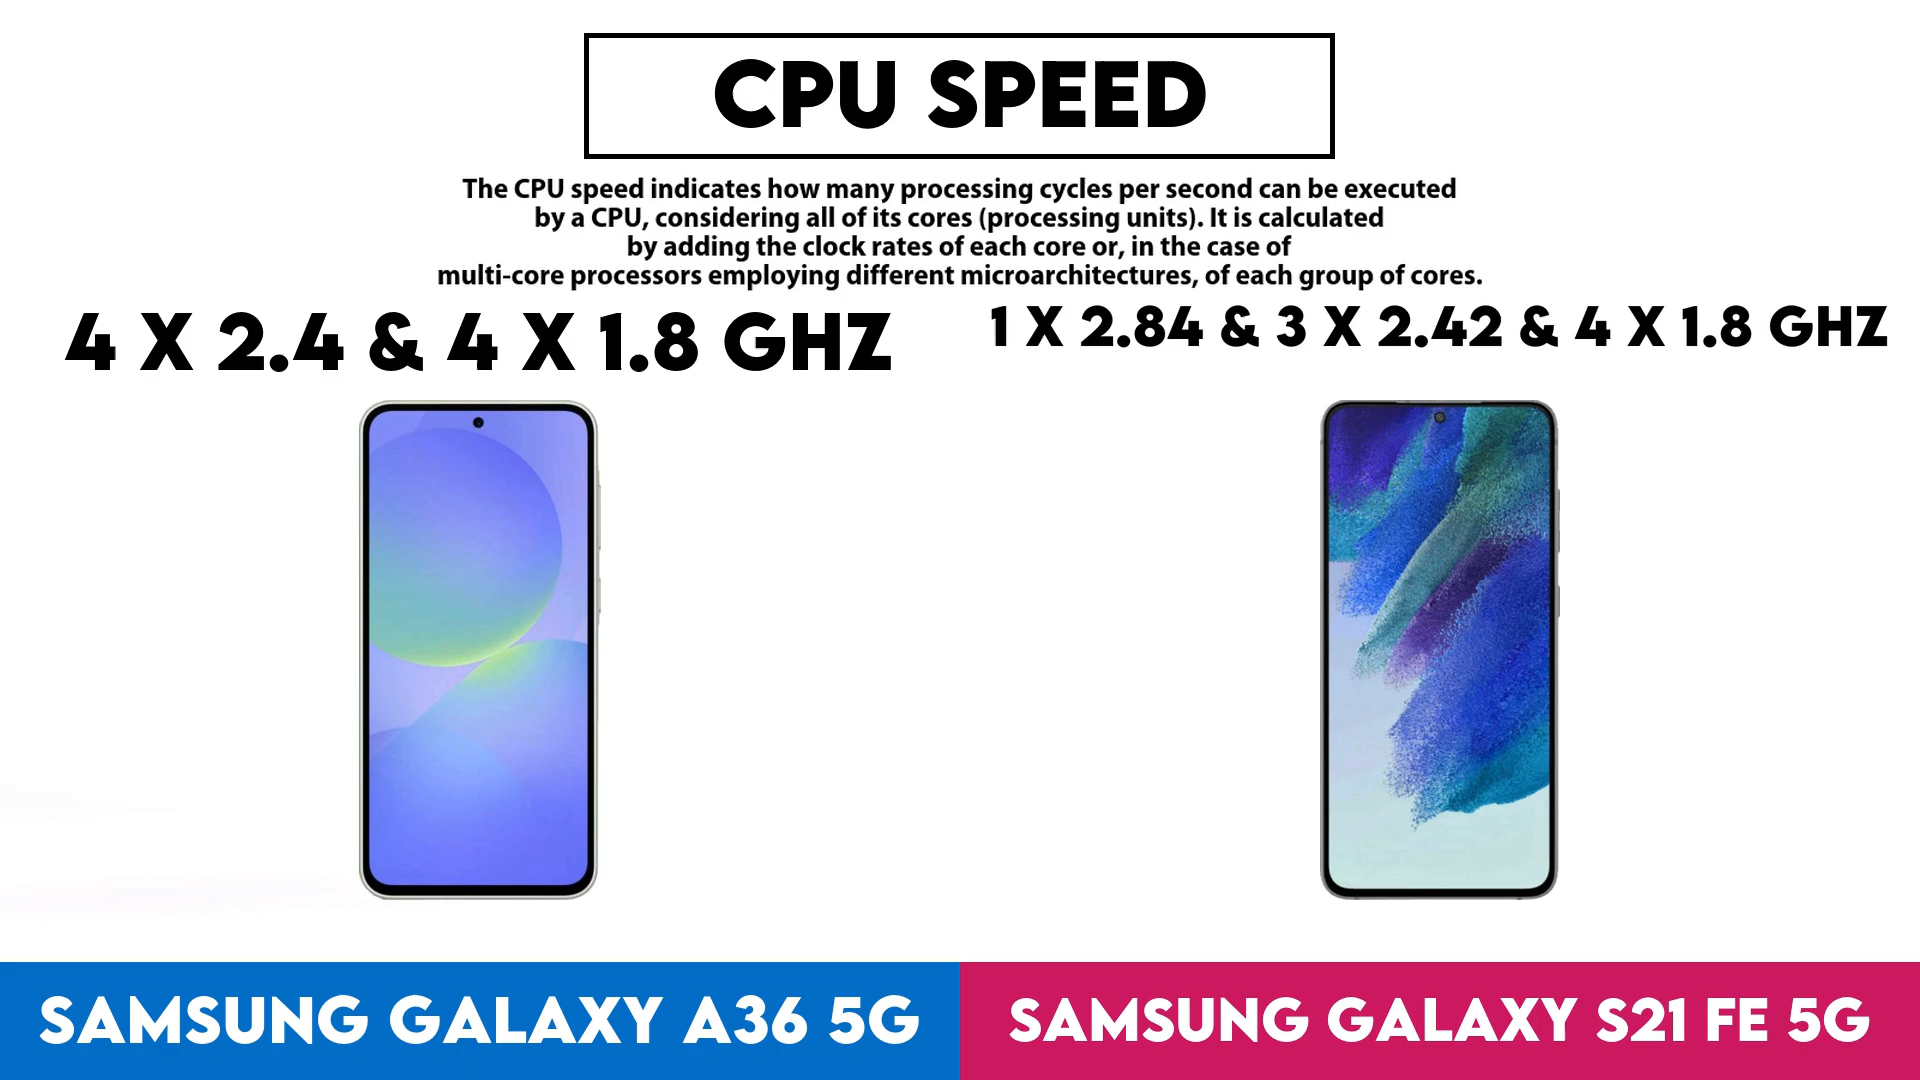 CPU SPEED
The CPU speed indicates how many processing cycles per second can be executed
by a CPU, considering all of its cores (processing units). It is calculated
by adding the clock rates of each core or, in the case of
multi-core processors employing different microarchitectures, of each group of cores.
4 X 2.4 & 4 X 1.8 GHZ
1 X 2.84 & 3 X 2.42 & 4 X 1.8 GHZ
SAMSUNG GALAXY A36 5G
SAMSUNG GALAXY S21 FE 5G